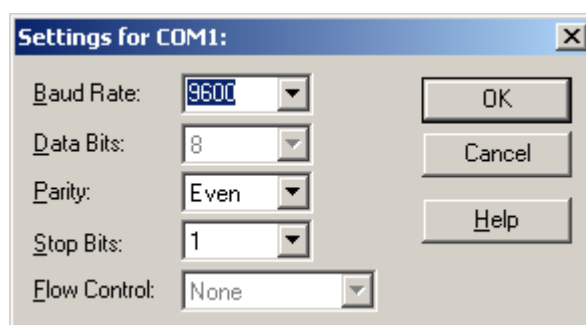 Settings for COM1:
Baud Rate: 9600
OK
Data Bits: 8
Cancel
Parity: Even
Help
Stop Bits: 1
Flow Control: None